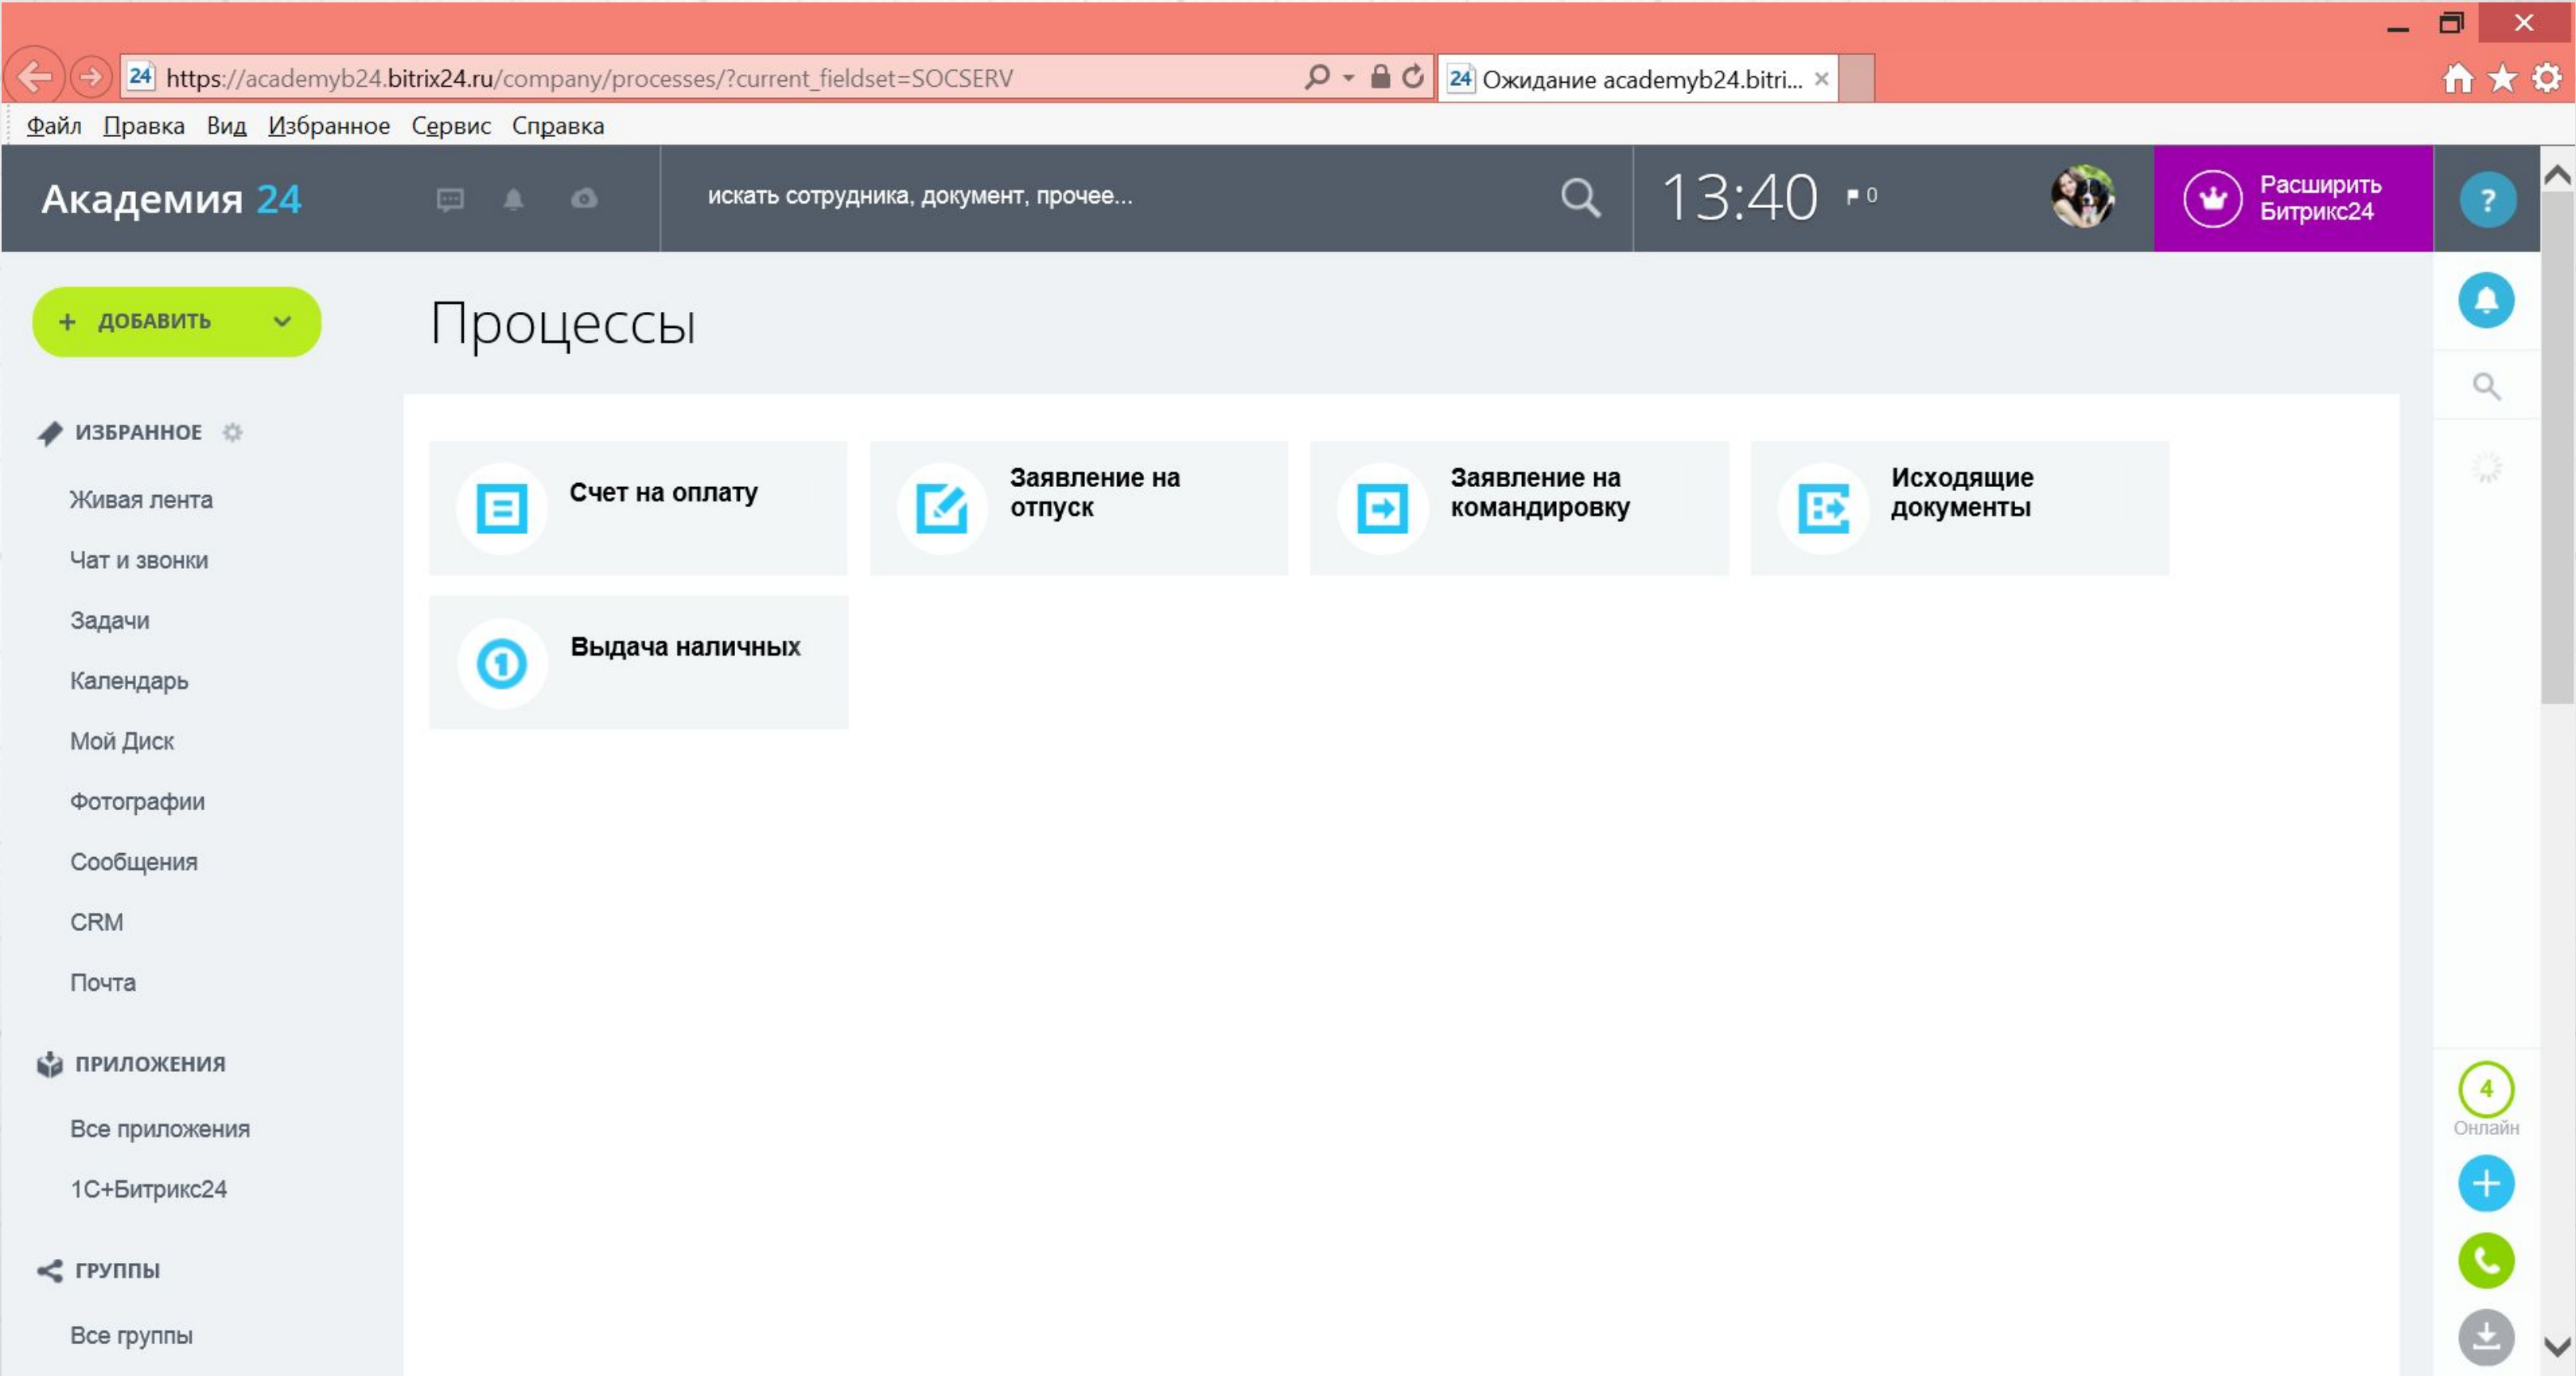 24 https://academyb24.bitrix24.ru/company/processes/?current_fieldset=SOCSERV
24 Ожидание academyb24.bitri...
Файл Правка Вид Избранное Сервис Справка
Академия 24
искать сотрудника, документ, прочее...
13:40
0
Расширить
Битрикс24
?
+ ДОБАВИТЬ
Процессы
ИЗБРАННОЕ
Живая лента
Чат и звонки
Задачи
Календарь
Мой Диск
Фотографии
Сообщения
CRM
Почта
ПРИЛОЖЕНИЯ
Все приложения
1С+Битрикс24
ГРУППЫ
Все группы
Счет на оплату
Заявление на
отпуск
Заявление на
командировку
Исходящие
документы
1
Выдача наличных
4
Онлайн